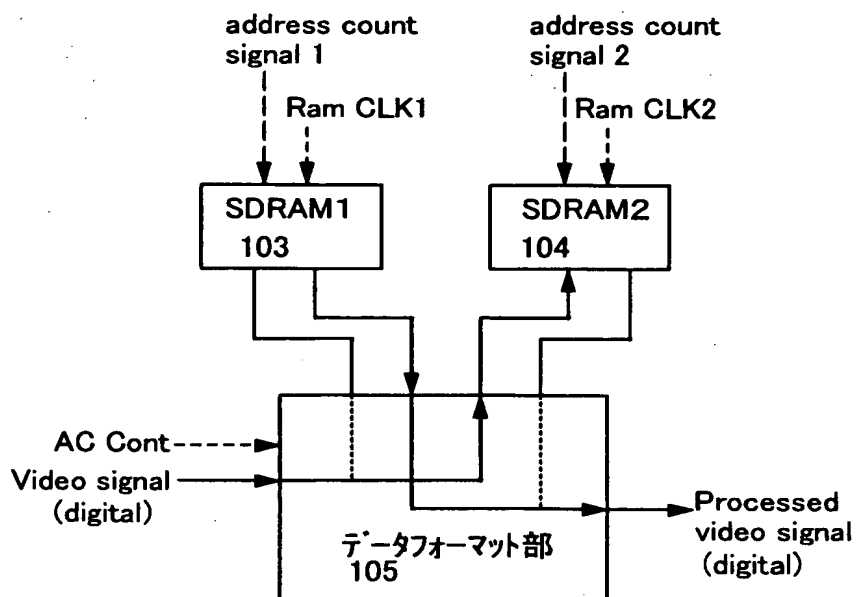 address count
signal 1
address count
signal 2
Ram CLK1
Ram CLK2
SDRAM1
103
SDRAM2
104
AC Cont
Video signal
(digital)
Processed
video signal
(digital)
データフォーマット部
105